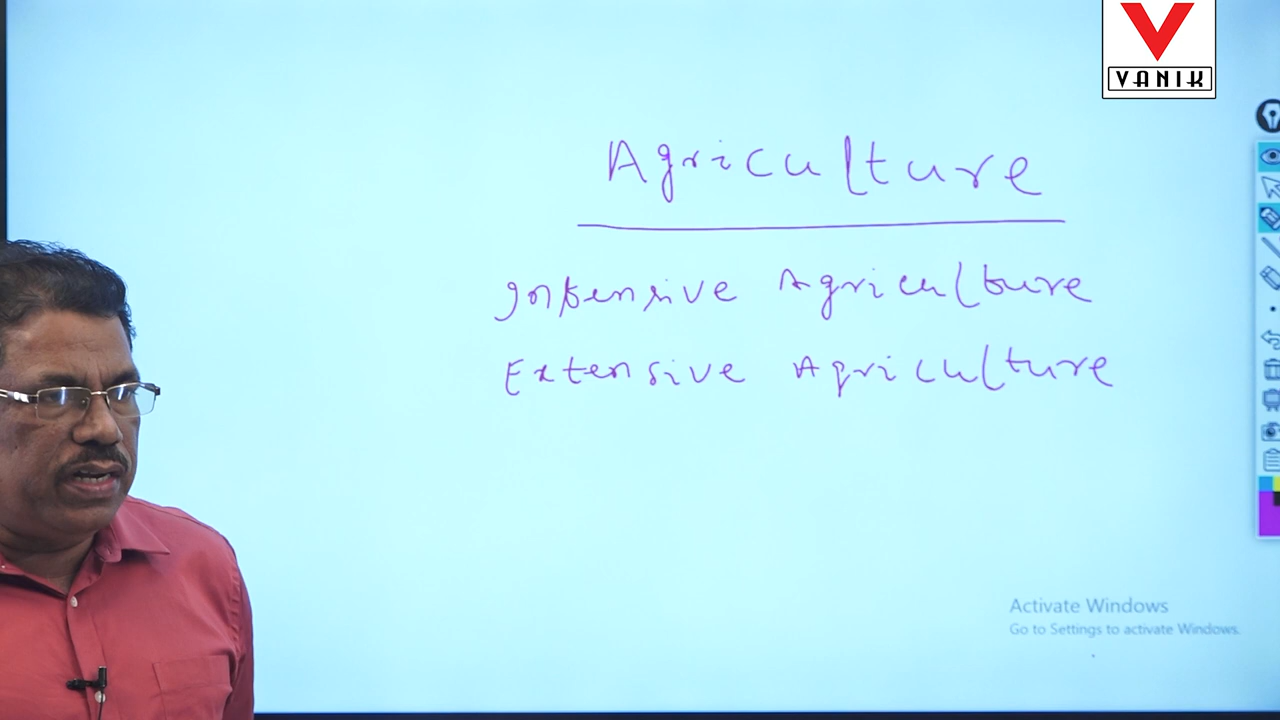 VANIK
Agriculture
Intensive Agriculture
Extensive Agriculture
Activate Windows
Go to Settings to activate Windows.